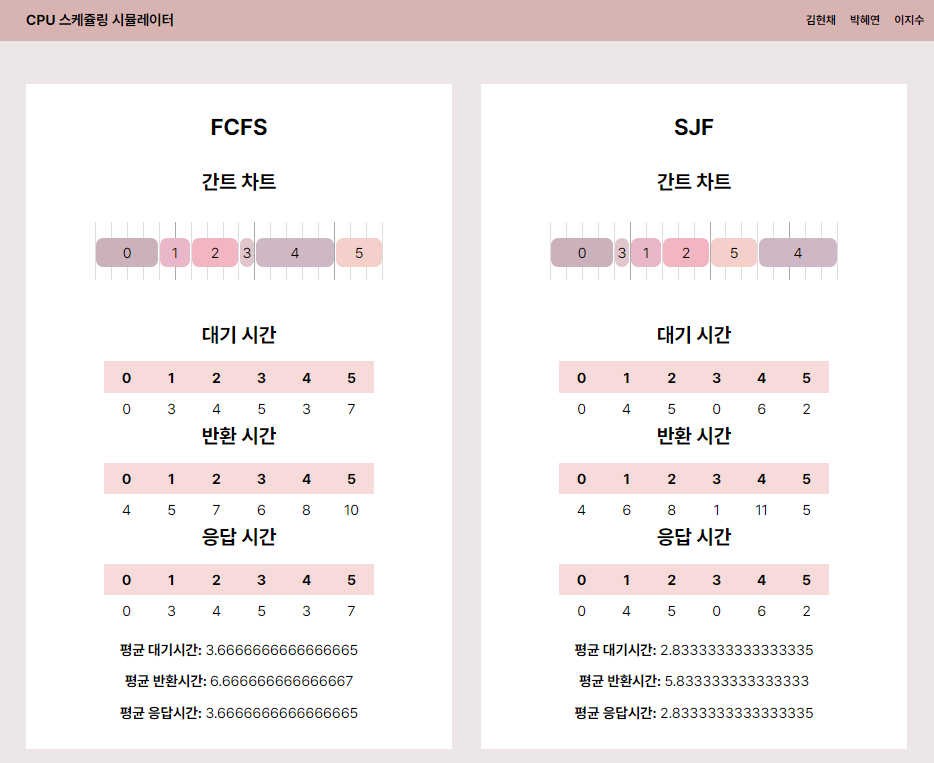 CPU 스케쥴링 시뮬레이터
김현채 박혜연 이지수
FCFS
간트 차트
0 1 2 3 4 5
대기 시간
0 1 2 3 4 5
0 3 4 5 3 7
반환 시간
0 1 2 3 4 5
4 5 7 6 8 10
응답 시간
0 1 2 3 4 5
0 3 4 5 3 7
평균 대기시간: 3.6666666666666665
평균 반환시간: 6.666666666666667
평균 응답시간: 3.6666666666666665
SJF
간트 차트
0 3 1 2 5 4
대기 시간
0 1 2 3 4 5
0 4 5 0 6 2
반환 시간
0 1 2 3 4 5
4 6 8 1 11 5
응답 시간
0 1 2 3 4 5
0 4 5 0 6 2
평균 대기시간: 2.8333333333333335
평균 반환시간: 5.833333333333333
평균 응답시간: 2.8333333333333335